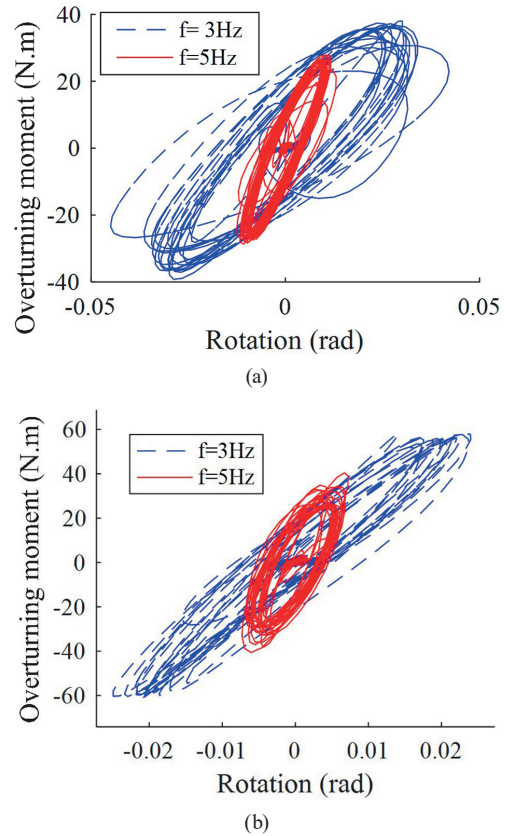 Overturning moment (N.m)
40
20
0
-20
-40
f= 3Hz
f=5Hz
-0.05 0 0.05
Rotation (rad)
(a)
Overturning moment (N.m)
60
40
20
0
-20
-40
-60
f=3Hz
f=5Hz
-0.02 -0.01 0 0.01 0.02
Rotation (rad)
(b)